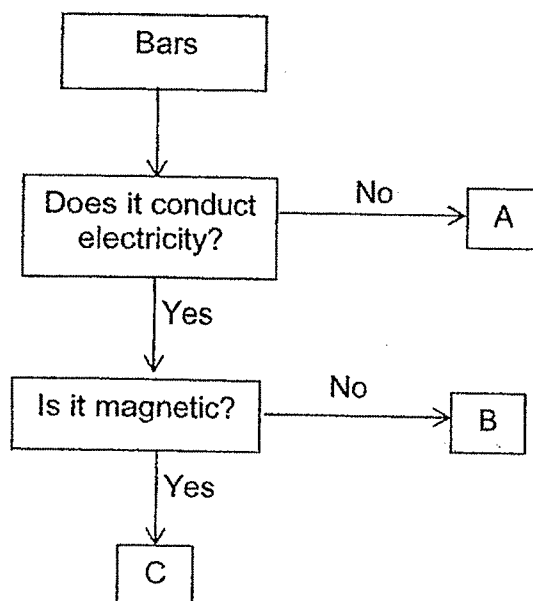 Bars
Does it conduct
electricity?
No
A
Yes
Is it magnetic?
No
B
Yes
C